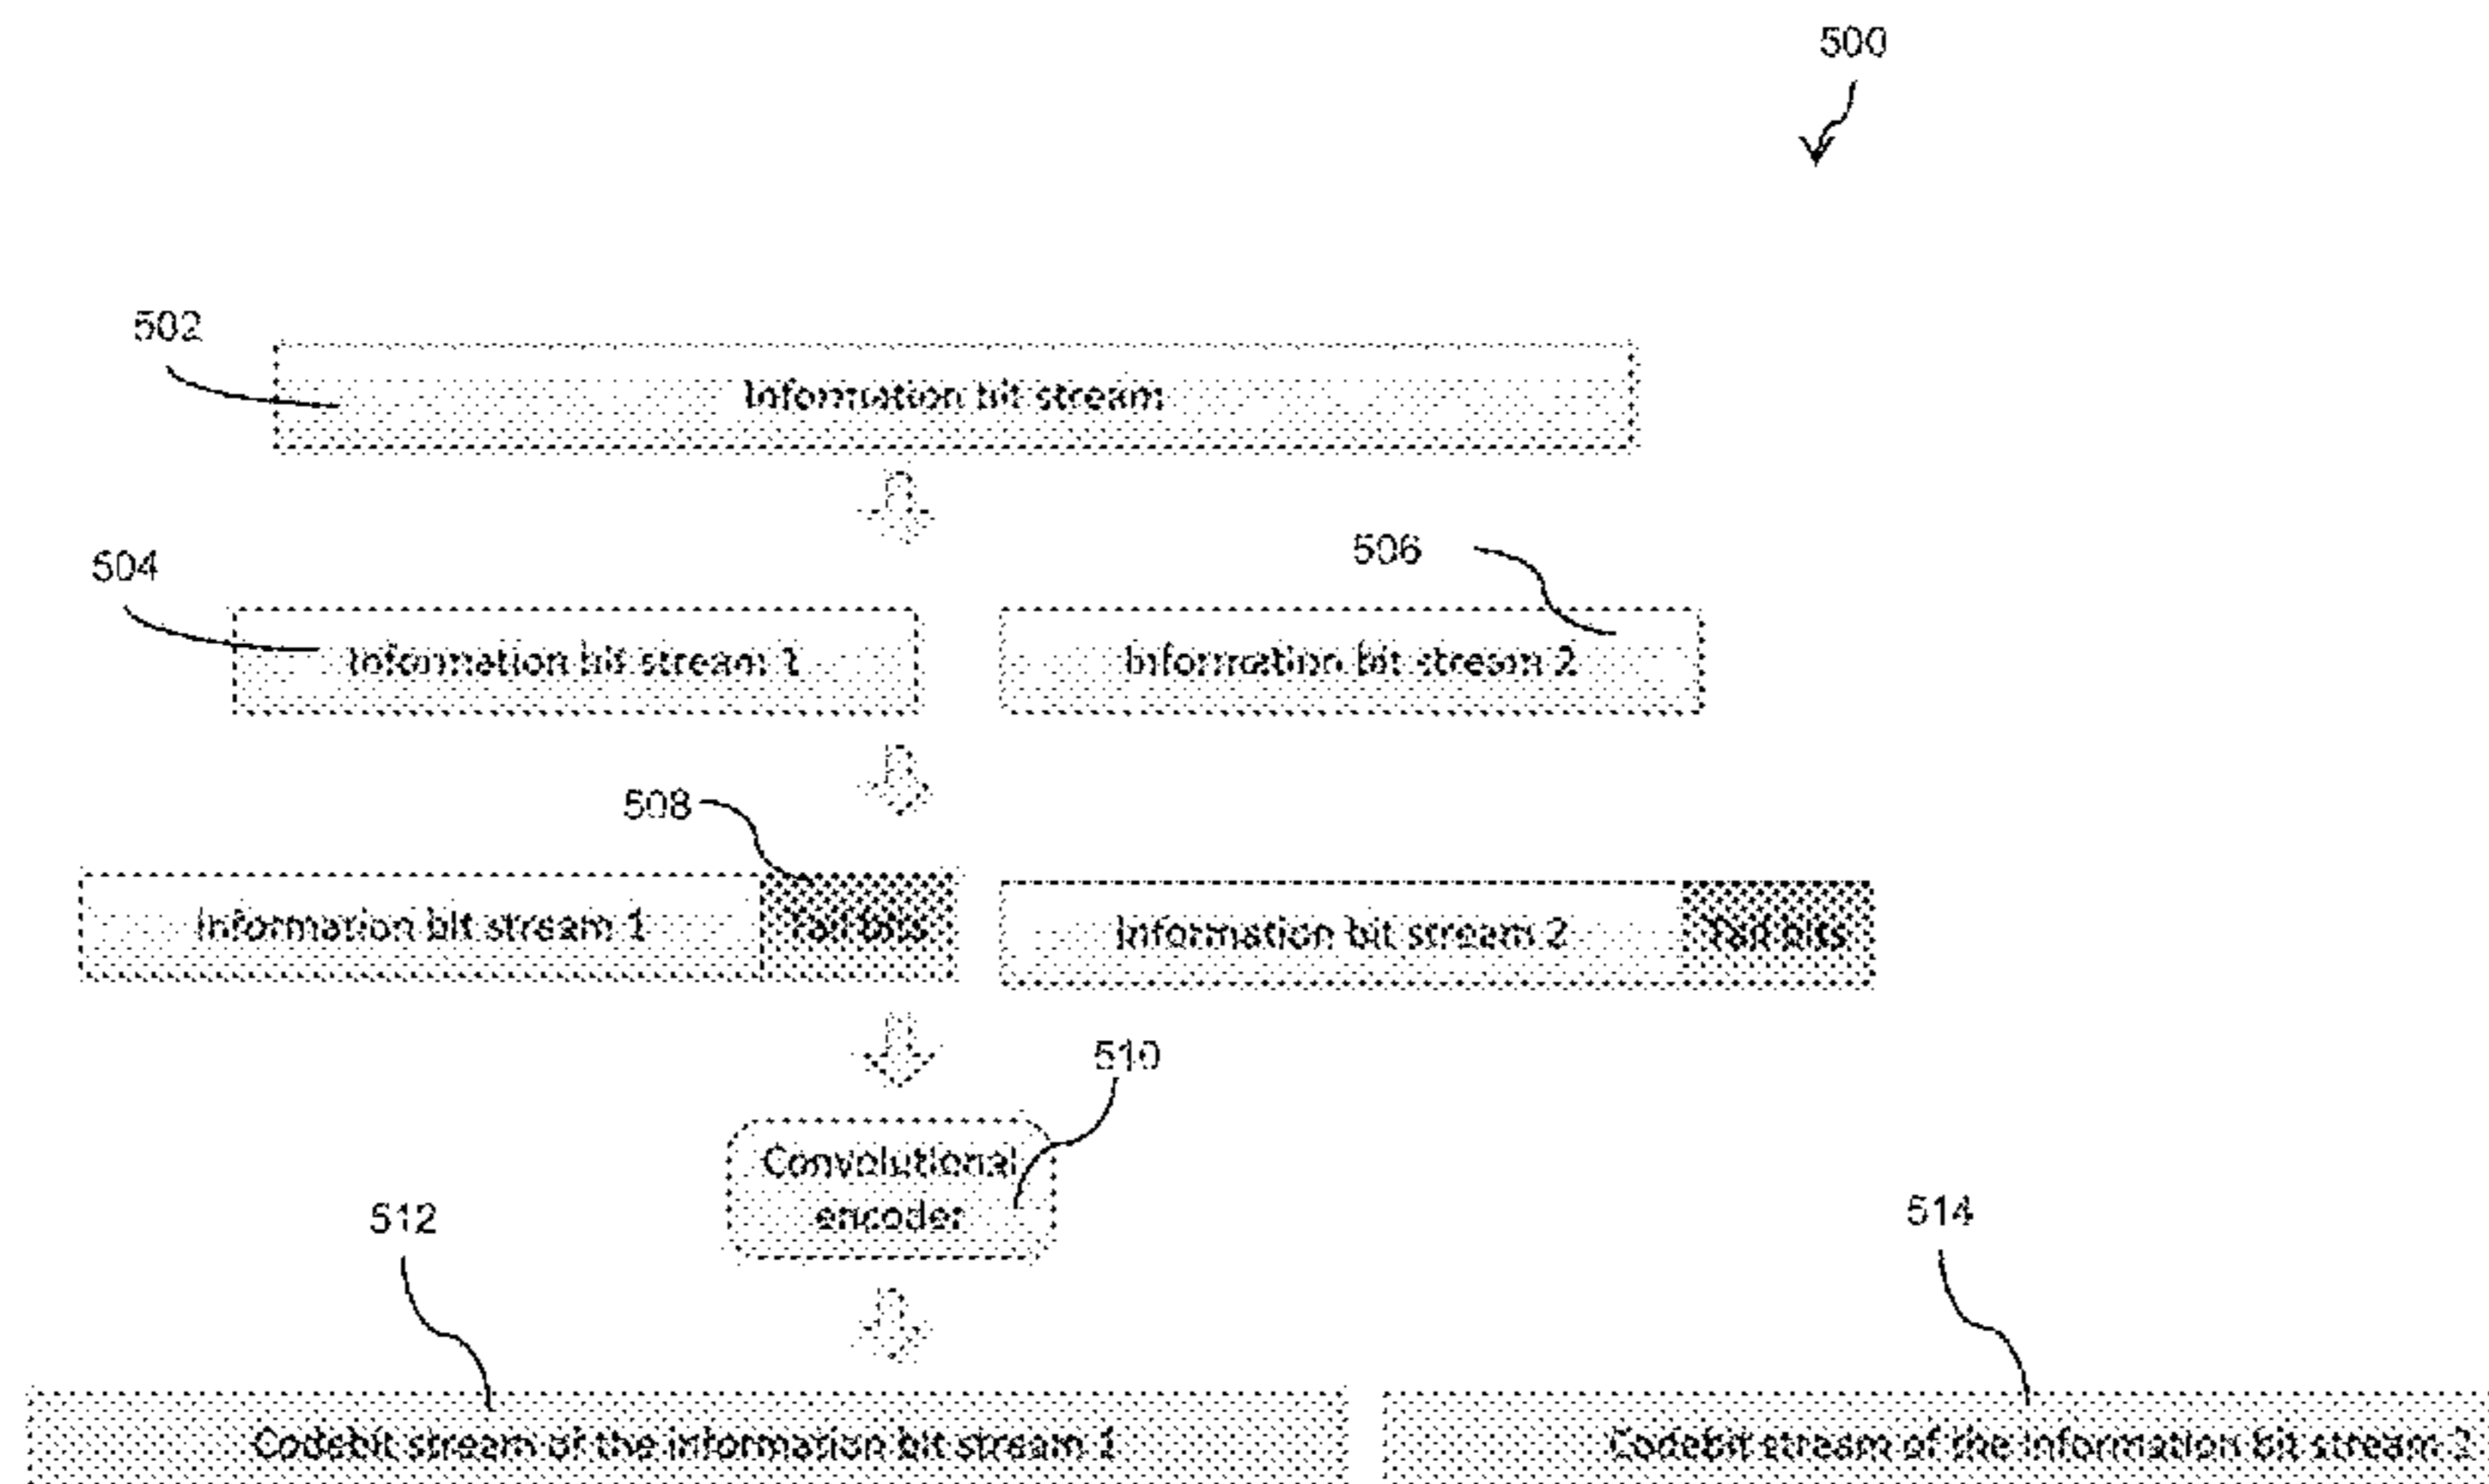 500
502
Information bit stream
504
506
Information bit stream 1
Information bit stream 2
508
Information bit stream 1
Tail bits
Information bit stream 2
Tail bits
510
Convolutional
encoder
512
514
Codebit stream of the information bit stream 1
Codebit stream of the information bit stream 2